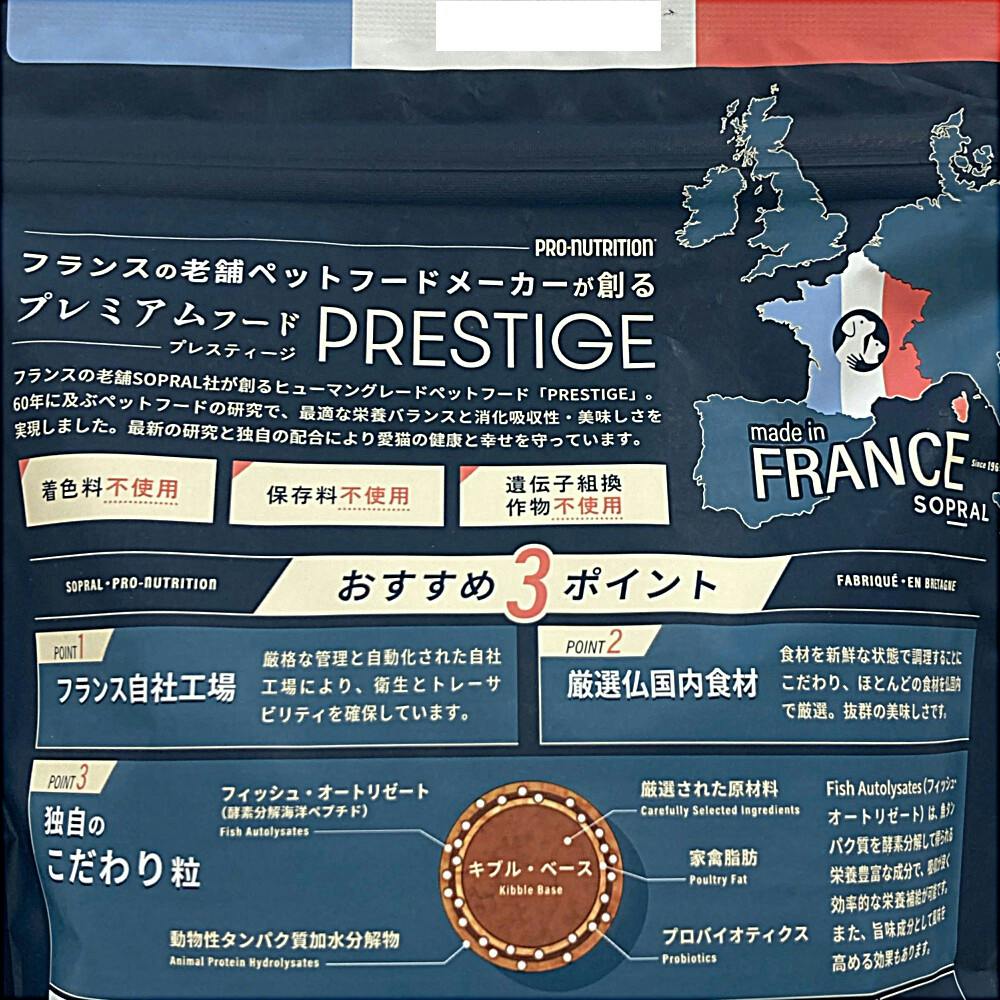 PRO-NUTRITION
フランスの老舗ペットフードメーカーが創る
プレミアムフード
プレスティージ
PRESTIGE
フランスの老舗SOPRAL社が創るヒューマングレードペットフード「PRESTIGE」。
60年に及ぶペットフードの研究で、最適な栄養バランスと消化吸収性・美味しさを
実現しました。最新の研究と独自の配合により愛猫の健康と幸せを守っています。
made in
FRANCE
Since 196
SOPRAL
着色料不使用
保存料不使用
遺伝子組換
作物不使用
SOPRAL・PRO-NUTRITION
おすすめ3ポイント
FABRIQUÉ・EN BRETAGNE
POINT1
フランス自社工場
厳格な管理と自動化された自社
工場により、衛生とトレーサ
ビリティを確保しています。
POINT2
厳選仏国内食材
食材を新鮮な状態で調理することに
こだわり、ほとんどの食材を仏国内
で厳選。抜群の美味しさです。
POINT3
独自の
こだわり粒
フィッシュ・オートリゼート
(酵素分解海洋ペプチド)
Fish Autolysates
動物性タンパク質加水分解物
Animal Protein Hydrolysates
キブル・ベース
Kibble Base
厳選された原材料
Carefully Selected Ingredients
家禽脂肪
Poultry Fat
プロバイオティクス
Probiotics
Fish Autolysates(フィッシュ・
オートリゼート)は、魚タン
パク質を酵素分解して得られる
栄養豊富な成分で、吸収が良く
効率的な栄養補給が可能です。
また、旨味成分として風味を
高める効果もあります。